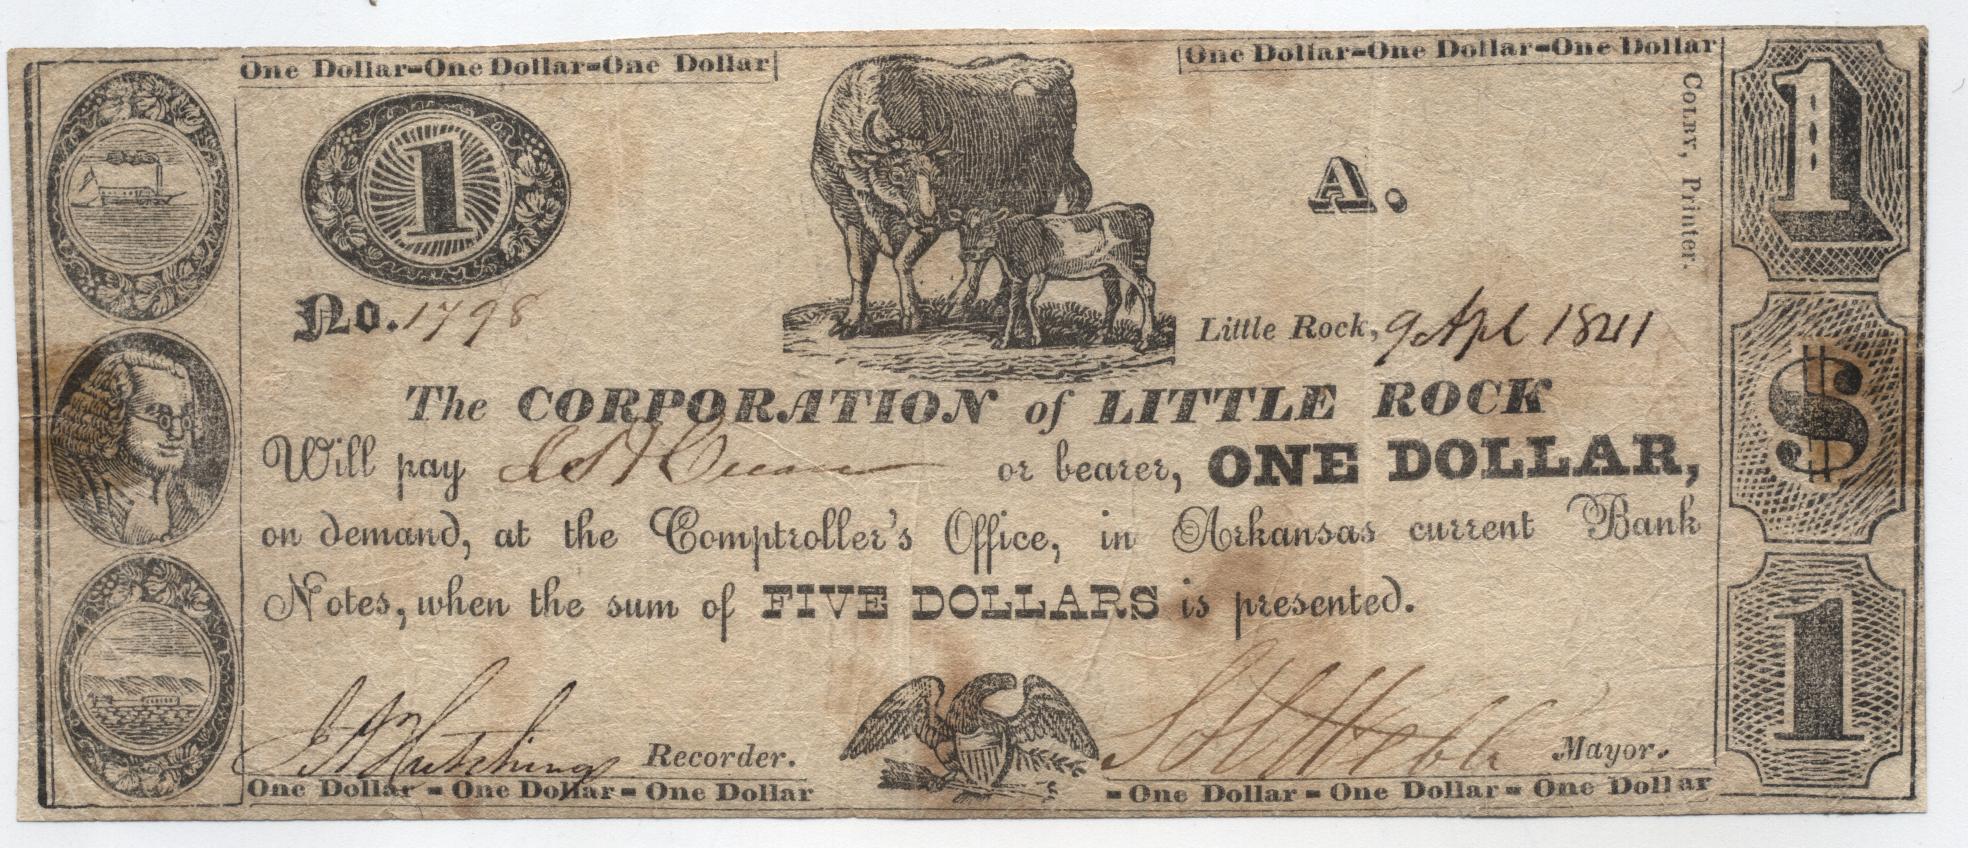 One Dollar-One Dollar-One Dollar
One Dollar-One Dollar-One Dollar
1
1
A.
Colby, Printer.
No. 1798
Little Rock, 9 Apl 1841
$
The CORPORATION of LITTLE ROCK
Will pay or bearer, ONE DOLLAR,
on demand, at the Comptroller's Office, in Arkansas current Bank
Notes, when the sum of FIVE DOLLARS is presented.
1
Hutchings Recorder.
Webb Mayor.
One Dollar - One Dollar - One Dollar
- One Dollar - One Dollar - One Dollar